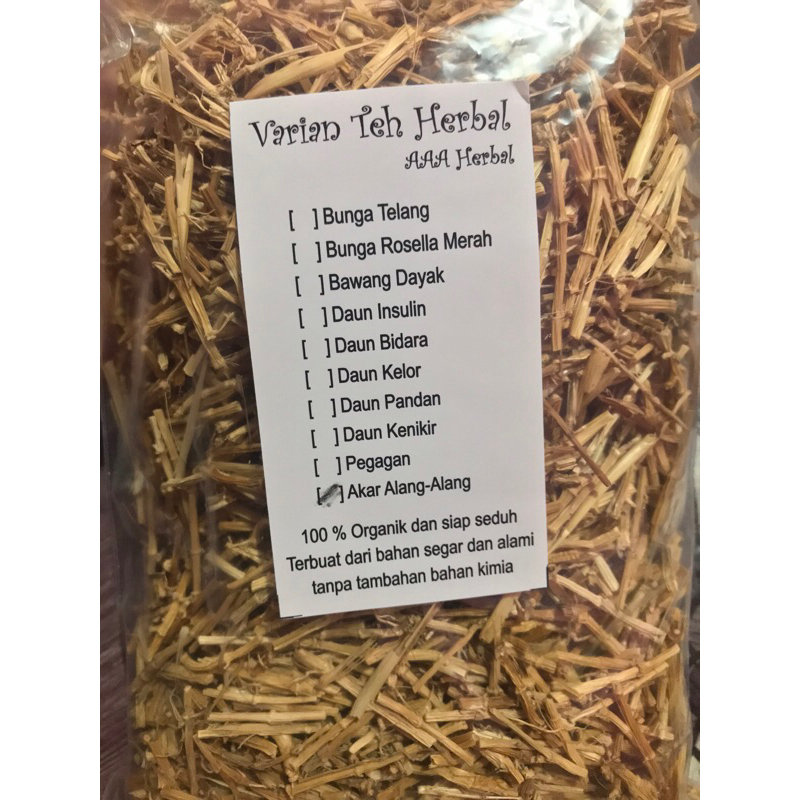 Varian Teh Herbal
AAA Herbal
[ ] Bunga Telang
[ ] Bunga Rosella Merah
[ ] Bawang Dayak
[ ] Daun Insulin
[ ] Daun Bidara
[ ] Daun Kelor
[ ] Daun Pandan
[ ] Daun Kenikir
[ ] Pegagan
[✓] Akar Alang-Alang
100 % Organik dan siap seduh
Terbuat dari bahan segar dan alami
tanpa tambahan bahan kimia